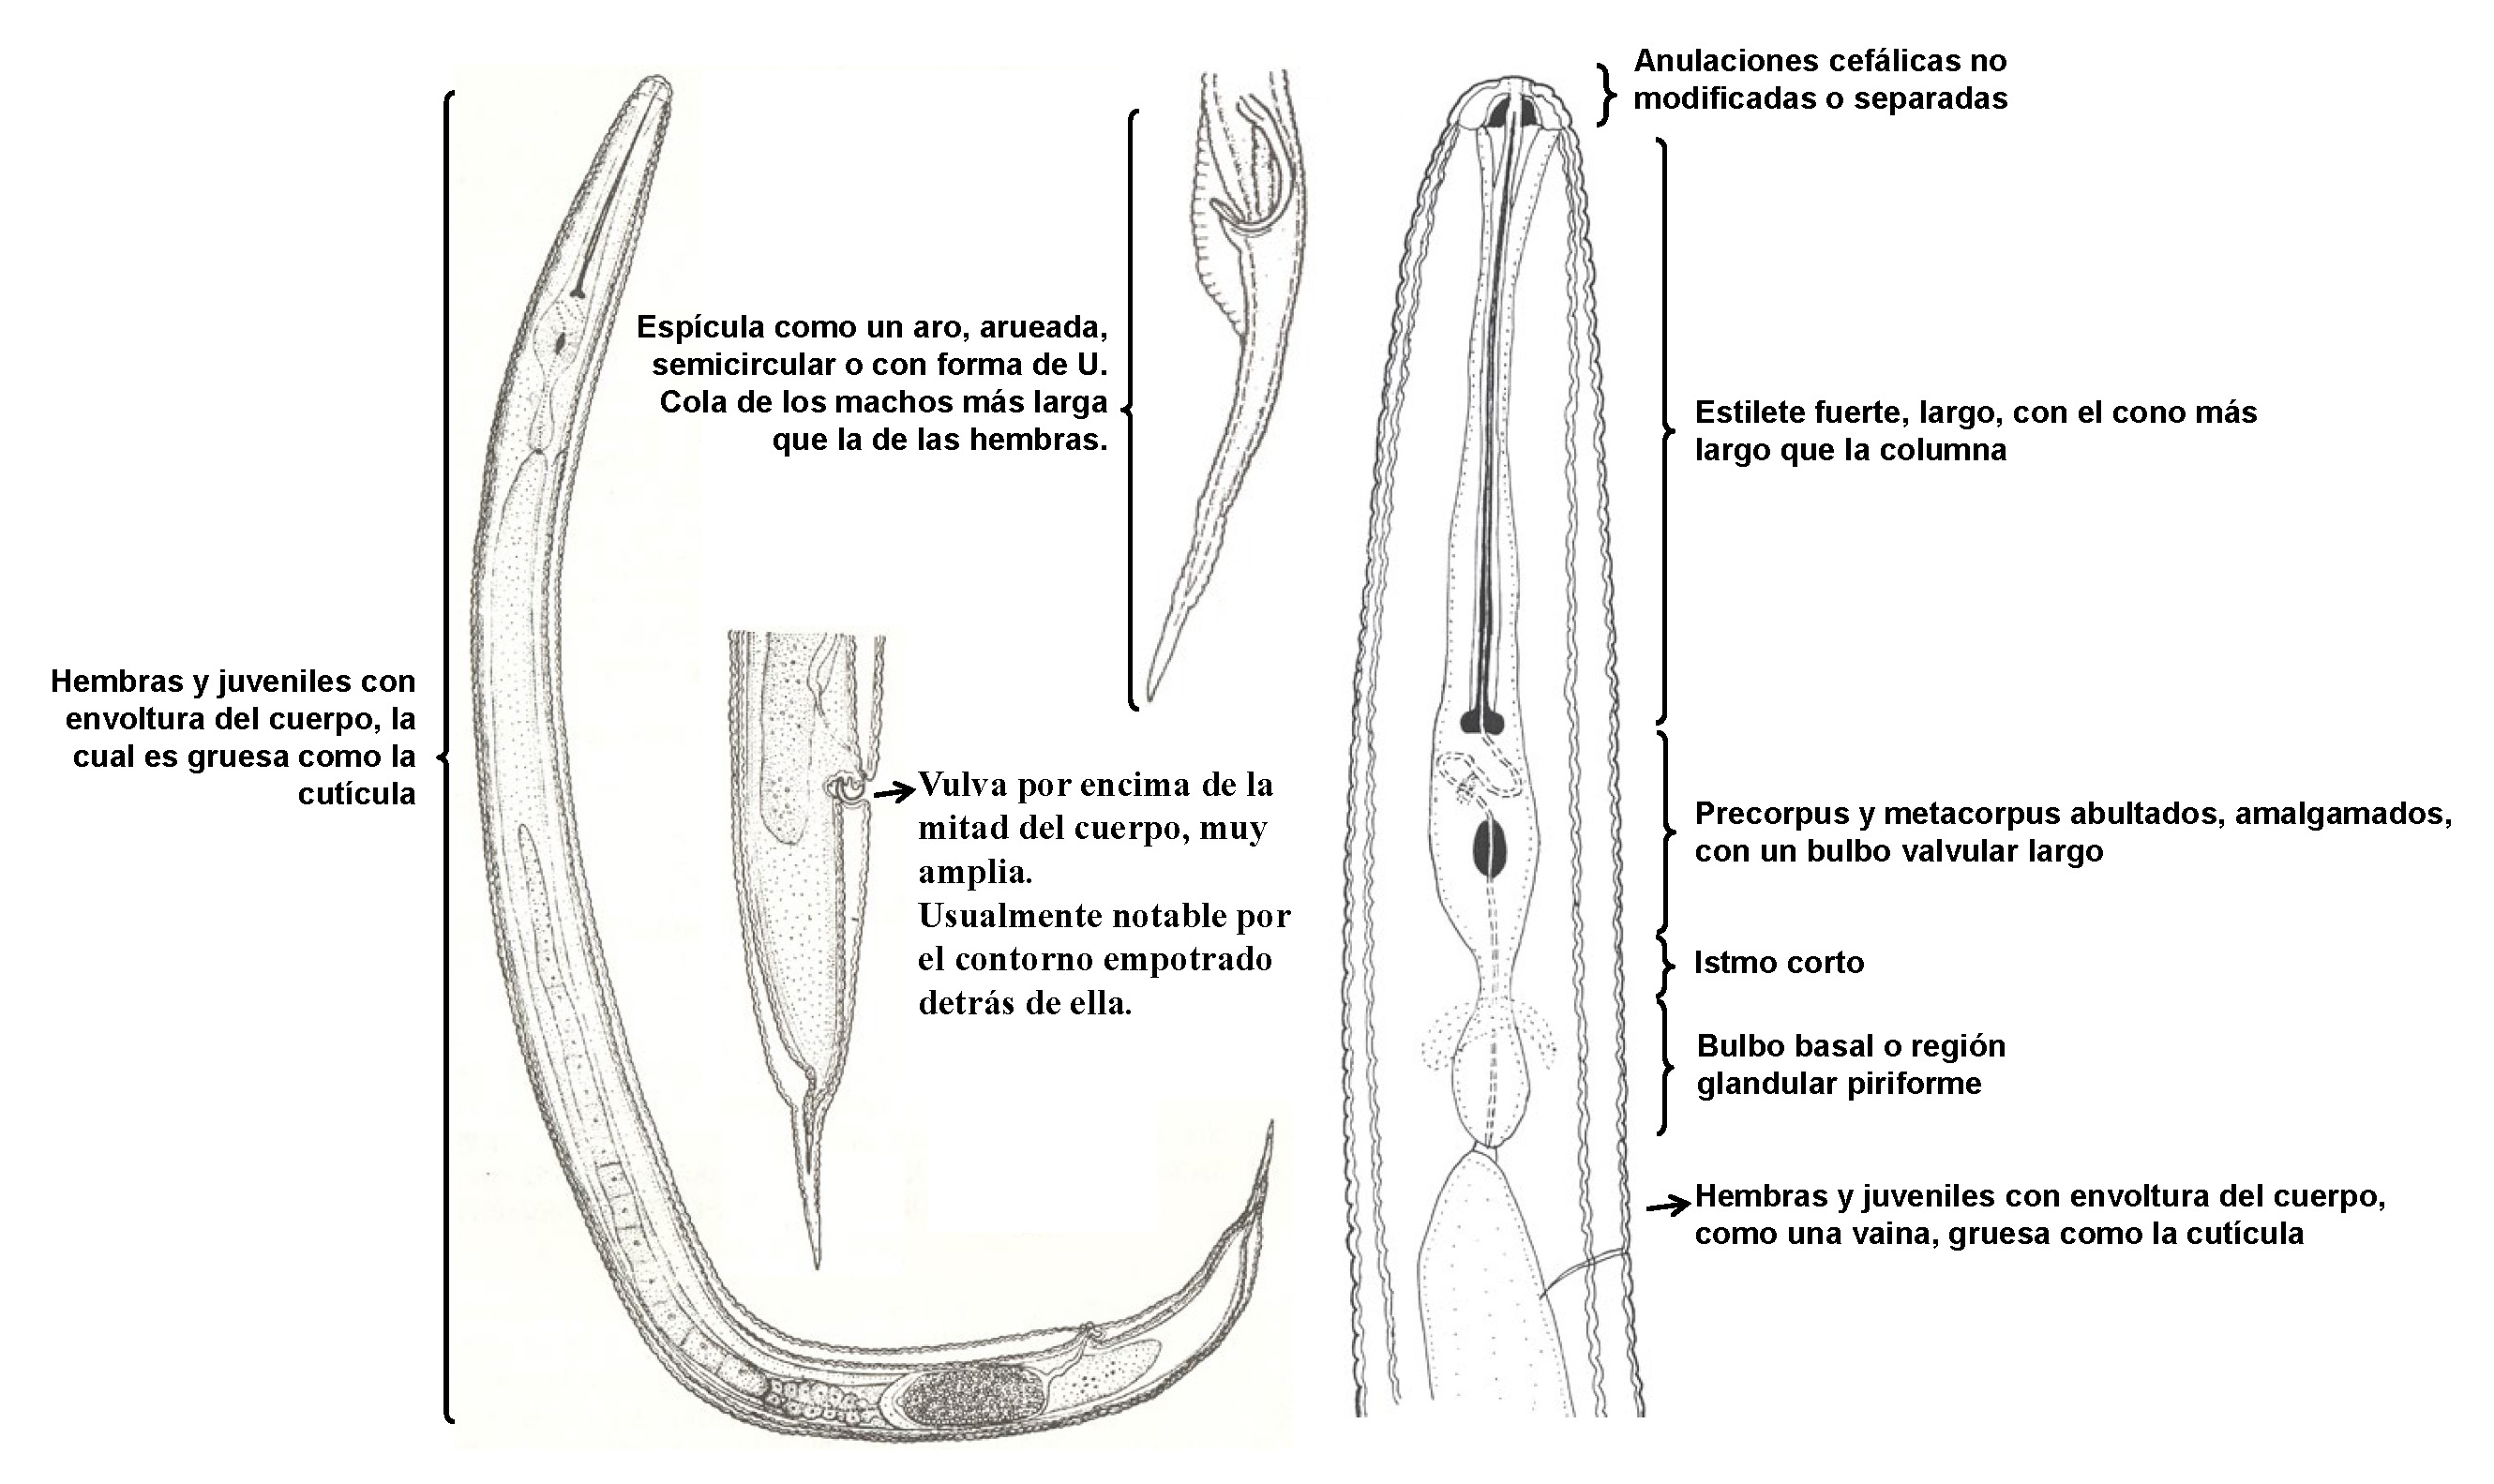 Anulaciones cefálicas no
modificadas o separadas
Espícula como un aro, arueada,
semicircular o con forma de U.
Cola de los machos más larga
que la de las hembras.
Estilete fuerte, largo, con el cono más
largo que la columna
Hembras y juveniles con
envoltura del cuerpo, la
cual es gruesa como la
cutícula
Vulva por encima de la
mitad del cuerpo, muy
amplia.
Usualmente notable por
el contorno empotrado
detrás de ella.
Precorpus y metacorpus abultados, amalgamados,
con un bulbo valvular largo
Istmo corto
Bulbo basal o región
glandular piriforme
Hembras y juveniles con envoltura del cuerpo,
como una vaina, gruesa como la cutícula